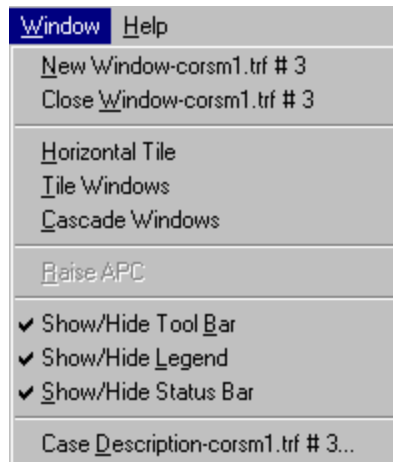 Window Help
New Window-corsm1.trf # 3
Close Window-corsm1.trf # 3
Horizontal Tile
Tile Windows
Cascade Windows
Raise APC
Show/Hide Tool Bar
Show/Hide Legend
Show/Hide Status Bar
Case Description-corsm1.trf # 3...